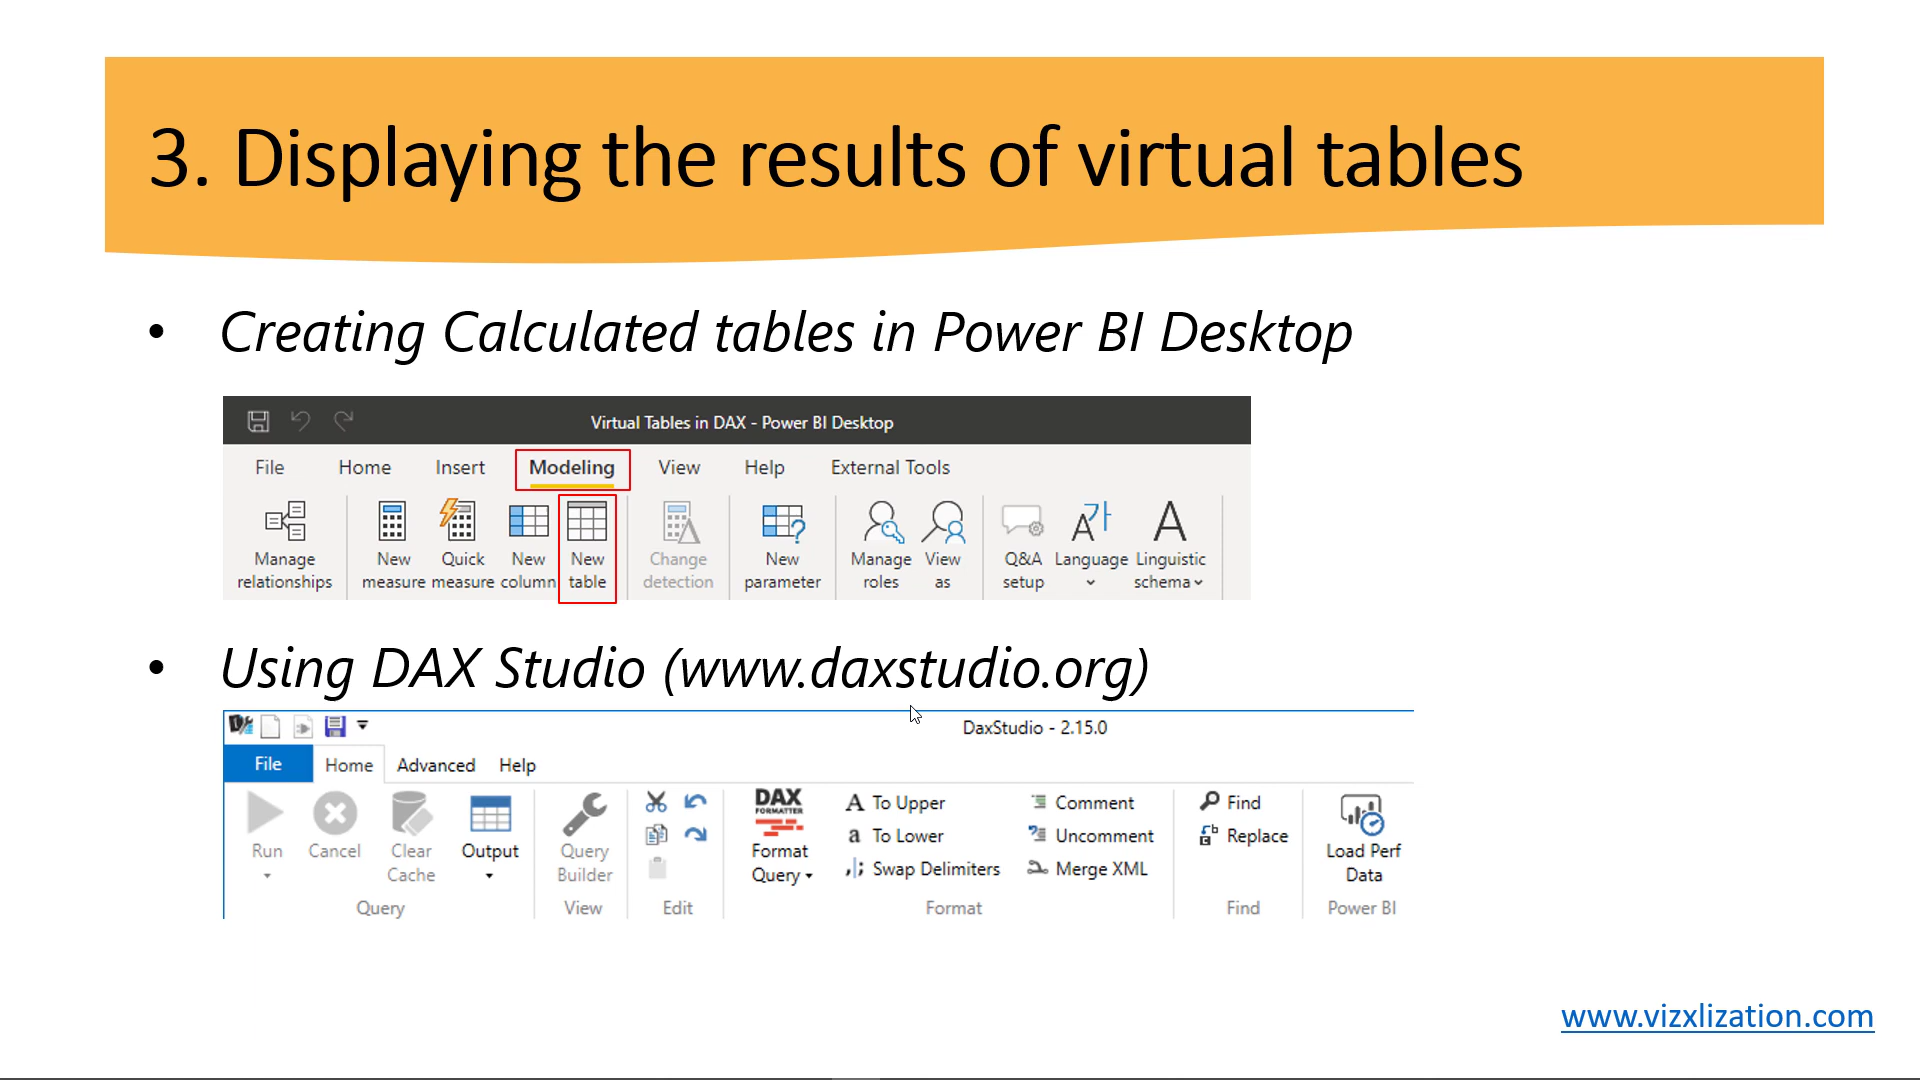 3. Displaying the results of virtual tables
• Creating Calculated tables in Power BI Desktop
Virtual Tables in DAX - Power BI Desktop
File Home Insert Modeling View Help External Tools
Manage relationships
New measure
Quick measure
New column
New table
Change detection
New parameter
Manage roles
View as
Q&A setup
Language
Linguistic schema
• Using DAX Studio (www.daxstudio.org)
DaxStudio - 2.15.0
File Home Advanced Help
Run
Cancel
Clear Cache
Output
Query
Query Builder
View
Edit
DAX
FORMATTER
Format Query
A To Upper
a To Lower
Swap Delimiters
Comment
Uncomment
Merge XML
Format
Find
Replace
Find
Load Perf Data
Power BI
www.vizxlization.com